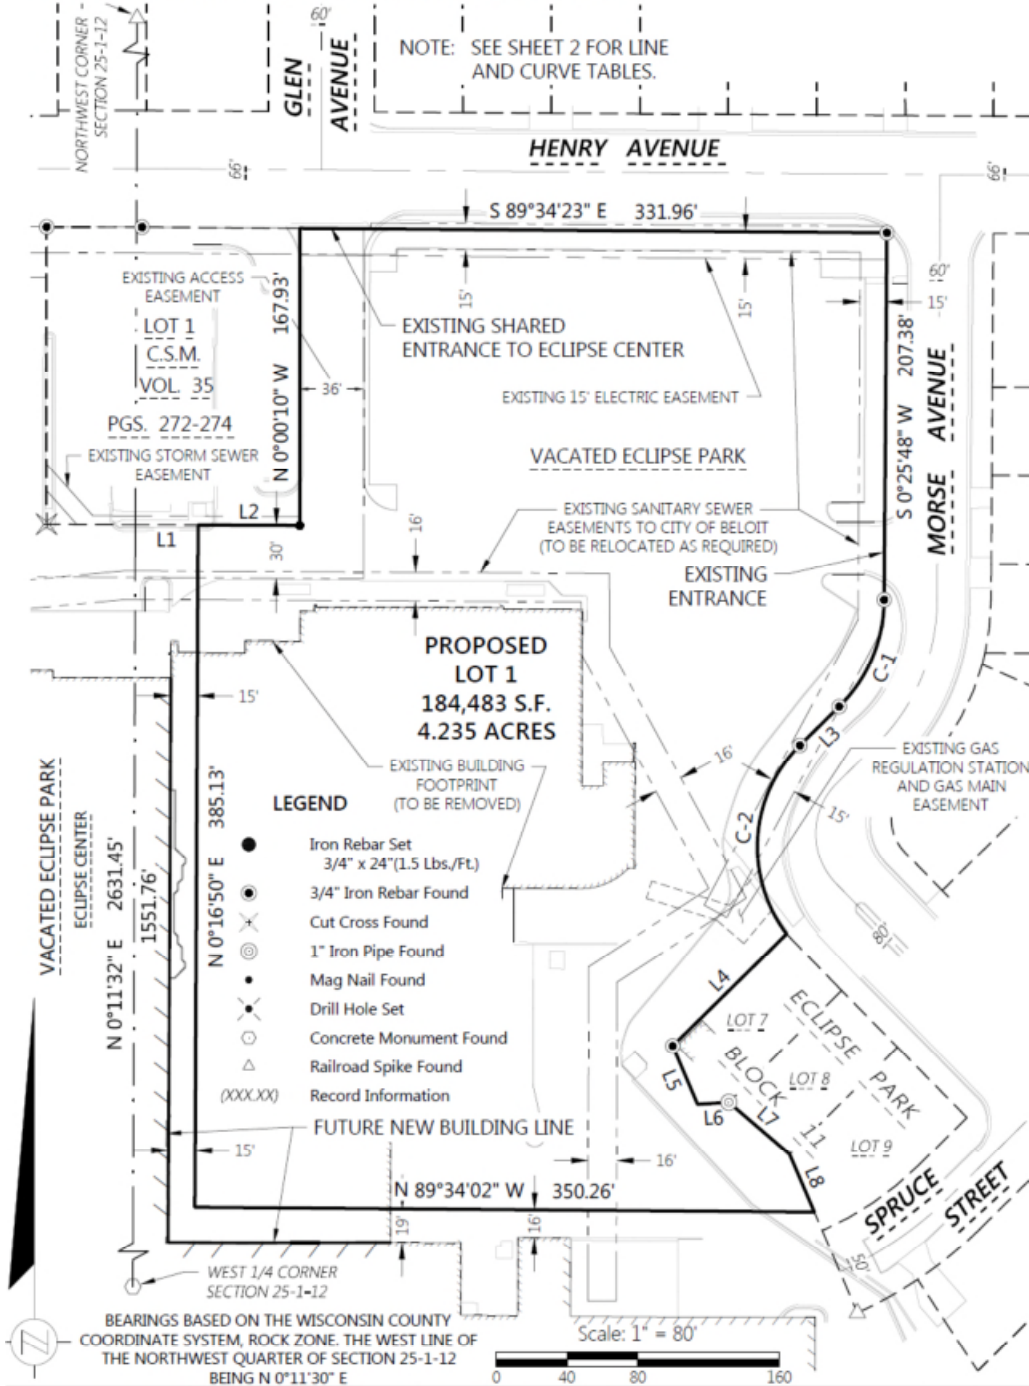 NORTHWEST CORNER
SECTION 25-1-12
60'
GLEN
AVENUE
NOTE: SEE SHEET 2 FOR LINE
AND CURVE TABLES.
HENRY AVENUE
66'
66'
S 89°34'23" E 331.96'
EXISTING ACCESS
EASEMENT
LOT 1
C.S.M.
VOL. 35
PGS. 272-274
EXISTING STORM SEWER
EASEMENT
N 0°00'10" W 167.93'
15'
15'
60'
15'
EXISTING SHARED
ENTRANCE TO ECLIPSE CENTER
36'
EXISTING 15' ELECTRIC EASEMENT
VACATED ECLIPSE PARK
S 0°25'48" W 207.38'
MORSE AVENUE
L2
L1
30'
16'
EXISTING SANITARY SEWER
EASEMENTS TO CITY OF BELOIT
(TO BE RELOCATED AS REQUIRED)
EXISTING
ENTRANCE
PROPOSED
LOT 1
184,483 S.F.
4.235 ACRES
C-1
L3
15'
16'
EXISTING GAS
REGULATION STATION
AND GAS MAIN
EASEMENT
15'
C-2
EXISTING BUILDING
FOOTPRINT
(TO BE REMOVED)
VACATED ECLIPSE PARK
ECLIPSE CENTER
N 0°11'32" E 2631.45'
1551.76'
N 0°16'50" E 385.13'
LEGEND
Iron Rebar Set
3/4" x 24"(1.5 Lbs./Ft.)
3/4" Iron Rebar Found
Cut Cross Found
1" Iron Pipe Found
Mag Nail Found
Drill Hole Set
Concrete Monument Found
Railroad Spike Found
(XXX.XX) Record Information
FUTURE NEW BUILDING LINE
L4
LOT 7
ECLIPSE PARK
BLOCK 11
LOT 8
LOT 9
L5
L6
L7
L8
SPRUCE
STREET
50'
15'
16'
N 89°34'02" W 350.26'
19'
16'
WEST 1/4 CORNER
SECTION 25-1-12
BEARINGS BASED ON THE WISCONSIN COUNTY
COORDINATE SYSTEM, ROCK ZONE. THE WEST LINE OF
THE NORTHWEST QUARTER OF SECTION 25-1-12
BEING N 0°11'30" E
Scale: 1" = 80'
0 40 80 160